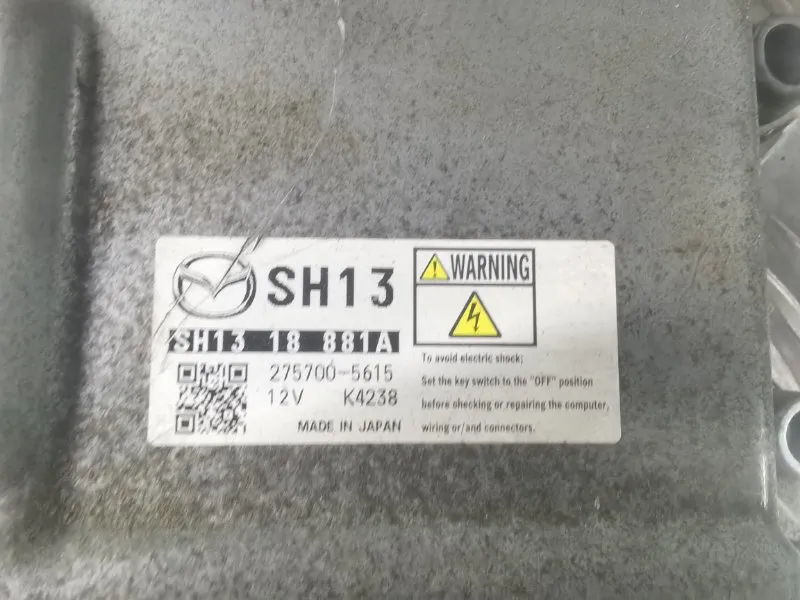 SH13
SH13 18 881A
275700-5615
12V K4238
MADE IN JAPAN
WARNING
To avoid electric shock;
Set the key switch to the "OFF" position
before checking or repairing the computer,
wiring or/and connectors.